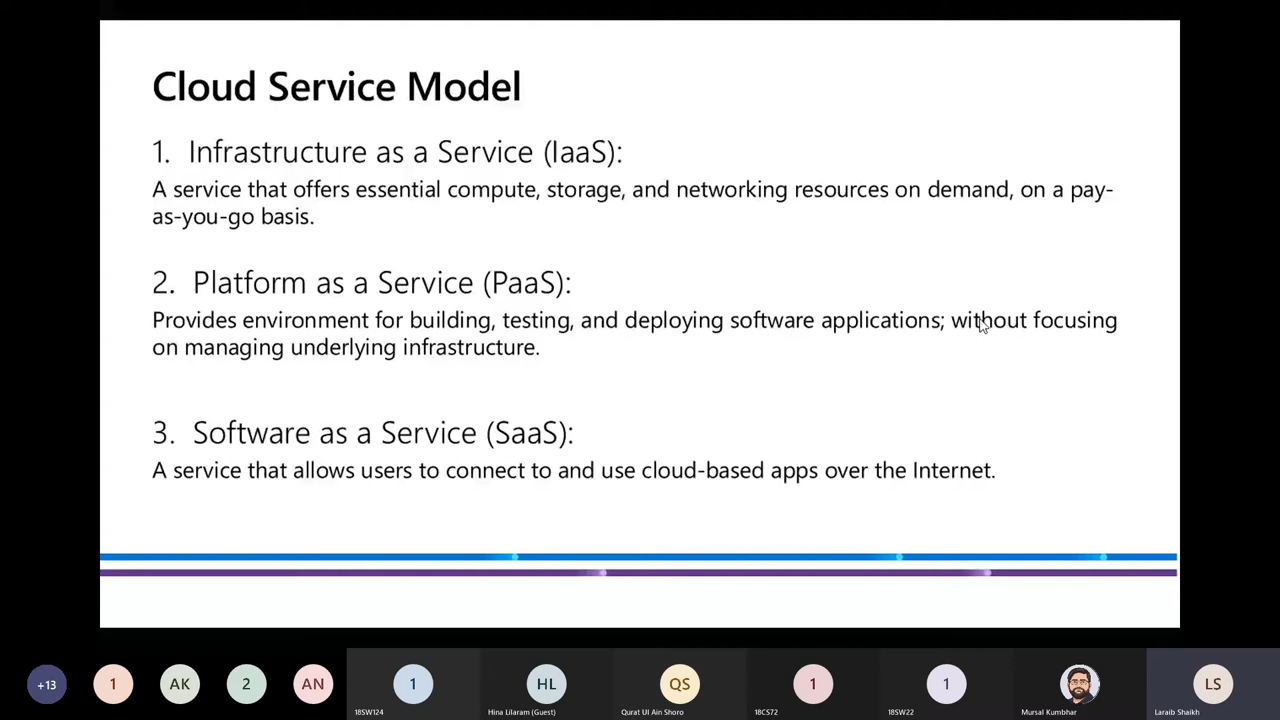 Cloud Service Model
1. Infrastructure as a Service (IaaS):
A service that offers essential compute, storage, and networking resources on demand, on a pay-
as-you-go basis.
2. Platform as a Service (PaaS):
Provides environment for building, testing, and deploying software applications; without focusing
on managing underlying infrastructure.
3. Software as a Service (SaaS):
A service that allows users to connect to and use cloud-based apps over the Internet.
+13 1 AK 2 AN 1 HL QS 1 1 LS
18SW124 Hina Lilaram (Guest) Qurat Ul Ain Shoro 18CS72 18SW22 Mursal Kumbhar Laraib Shaikh